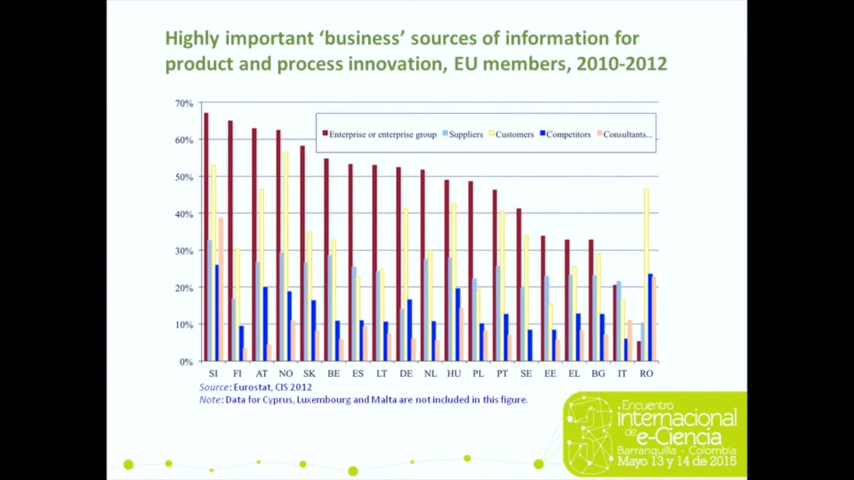 Highly important ‘business’ sources of information for
product and process innovation, EU members, 2010-2012
70%
60%
50%
40%
30%
20%
10%
0%
Enterprise or enterprise group Suppliers Customers Competitors Consultants...
SI FI AT NO SK BE ES LT DE NL HU PL PT SE EE EL BG IT RO
Source: Eurostat, CIS 2012
Note: Data for Cyprus, Luxembourg and Malta are not included in this figure.
Encuentro
internacional
de e-Ciencia
Barranquilla - Colombia
Mayo 13 y 14 de 2015